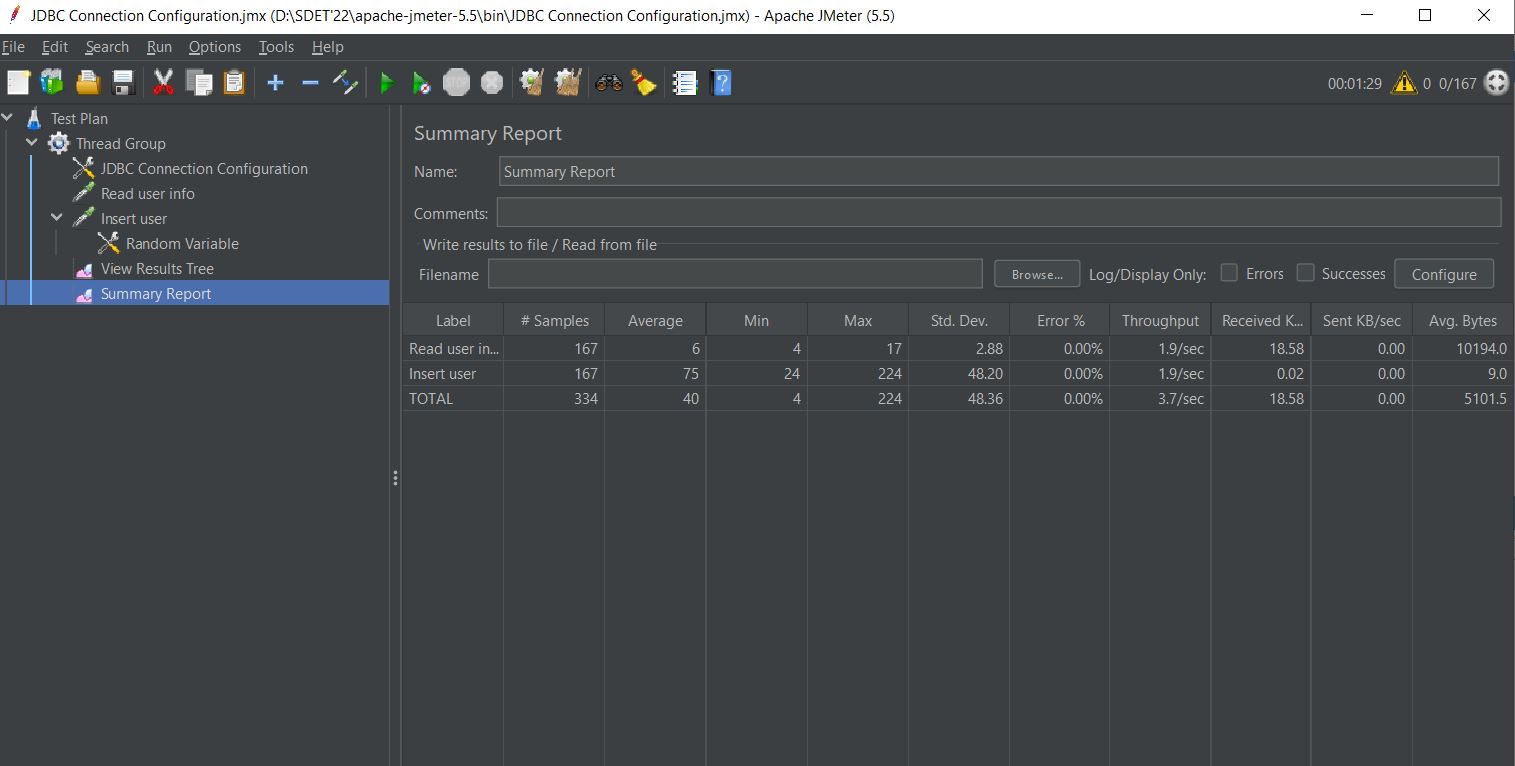 JDBC Connection Configuration.jmx (D:\SDET'22\apache-jmeter-5.5\bin\JDBC Connection Configuration.jmx) - Apache JMeter (5.5)
File Edit Search Run Options Tools Help
STOP 00:01:29 0 0/167
Test Plan
Thread Group
JDBC Connection Configuration
Read user info
Insert user
Random Variable
View Results Tree
Summary Report
Summary Report
Name: Summary Report
Comments:
Write results to file / Read from file
Filename Browse... Log/Display Only: Errors Successes Configure
Label # Samples Average Min Max Std. Dev. Error % Throughput Received K... Sent KB/sec Avg. Bytes
Read user in... 167 6 4 17 2.88 0.00% 1.9/sec 18.58 0.00 10194.0
Insert user 167 75 24 224 48.20 0.00% 1.9/sec 0.02 0.00 9.0
TOTAL 334 40 4 224 48.36 0.00% 3.7/sec 18.58 0.00 5101.5